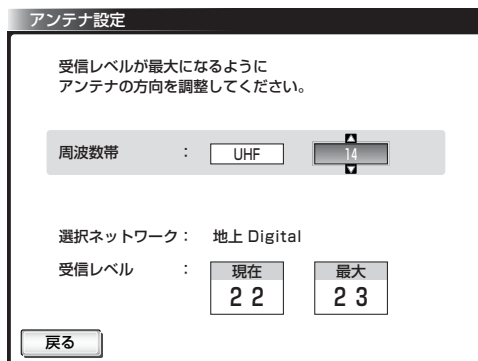 アンテナ設定
受信レベルが最大になるように
アンテナの方向を調整してください。
周波数帯 : UHF 14
選択ネットワーク: 地上 Digital
受信レベル : 現在 最大
22 23
戻る